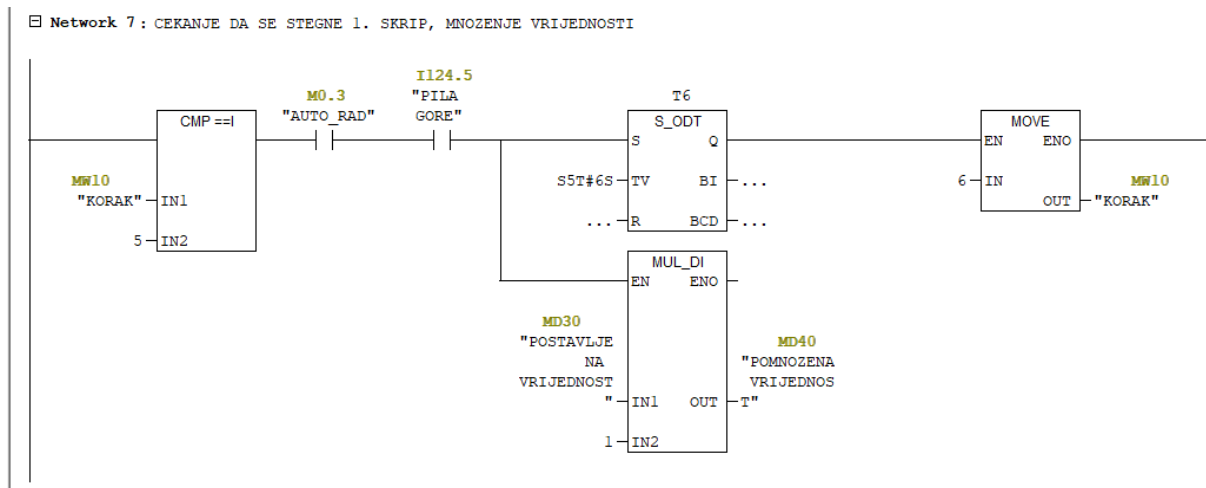 Network 7: CEKANJE DA SE STEGNE 1. SKRIP, MNOZENJE VRIJEDNOSTI
I124.5
M0.3 "PILA T6
"AUTO_RAD" GORE"
CMP ==I S_ODT MOVE
S Q EN ENO
MW10 S5T#6S TV BI ... 6 IN MW10
"KORAK" IN1 OUT "KORAK"
... R BCD ...
5 IN2
MUL_DI
EN ENO
MD30 MD40
"POSTAVLJE "POMNOZENA
NA VRIJEDNOS
VRIJEDNOST
" IN1 OUT T"
1 IN2